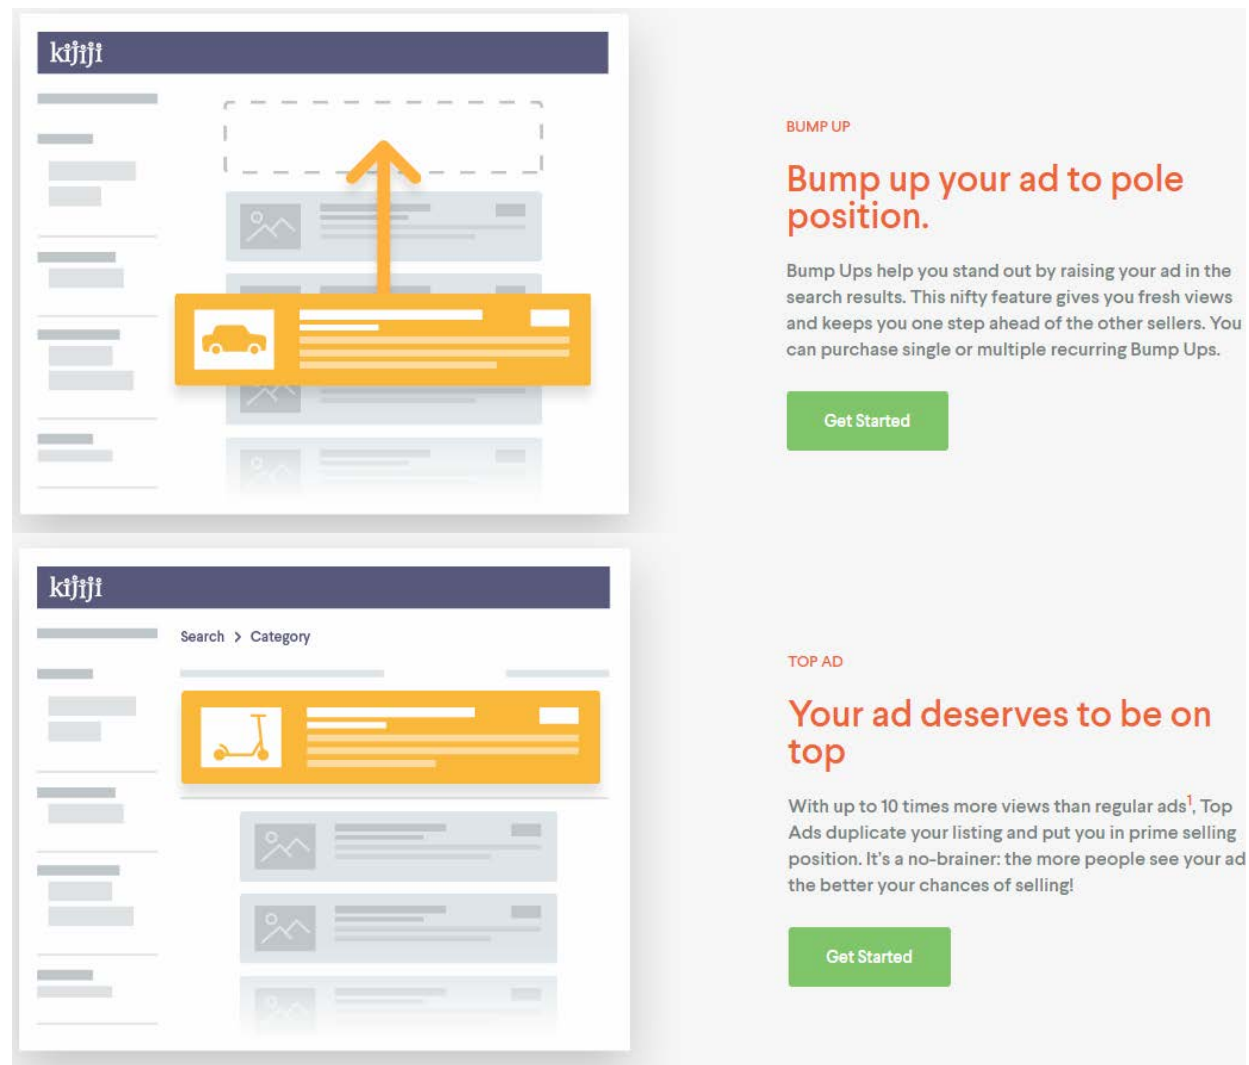 kijiji
BUMP UP
Bump up your ad to pole
position.
Bump Ups help you stand out by raising your ad in the
search results. This nifty feature gives you fresh views
and keeps you one step ahead of the other sellers. You
can purchase single or multiple recurring Bump Ups.
Get Started
kijiji
Search > Category
TOP AD
Your ad deserves to be on
top
With up to 10 times more views than regular ads¹, Top
Ads duplicate your listing and put you in prime selling
position. It's a no-brainer: the more people see your ad
the better your chances of selling!
Get Started